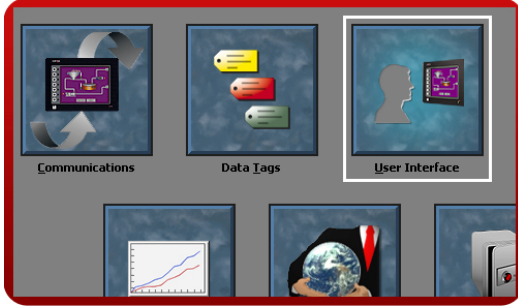 Communications
Data Tags
User Interface